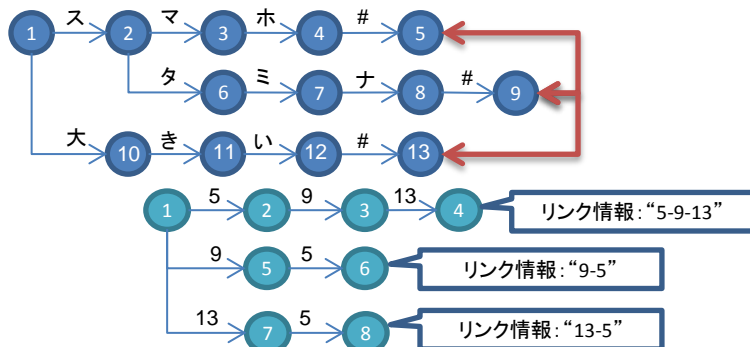 ス マ ホ #
1 2 3 4 5
タ ミ ナ #
6 7 8 9
大 き い #
10 11 12 13
5 9 13
1 2 3 4 リンク情報:“5-9-13”
9 5
5 6 リンク情報:“9-5”
13 5
7 8 リンク情報:“13-5”